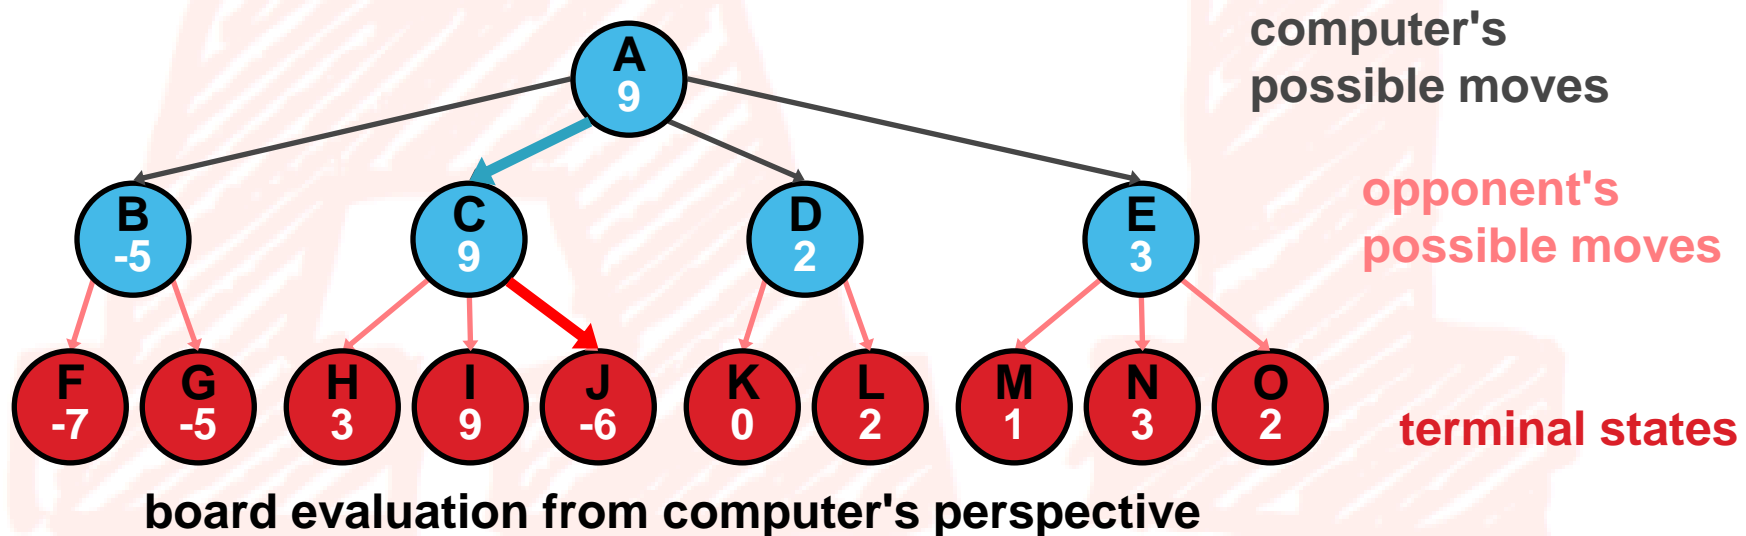 computer's
possible moves
A
9
opponent's
possible moves
B
-5
C
9
D
2
E
3
F
-7
G
-5
H
3
I
9
J
-6
K
0
L
2
M
1
N
3
O
2
terminal states
board evaluation from computer's perspective